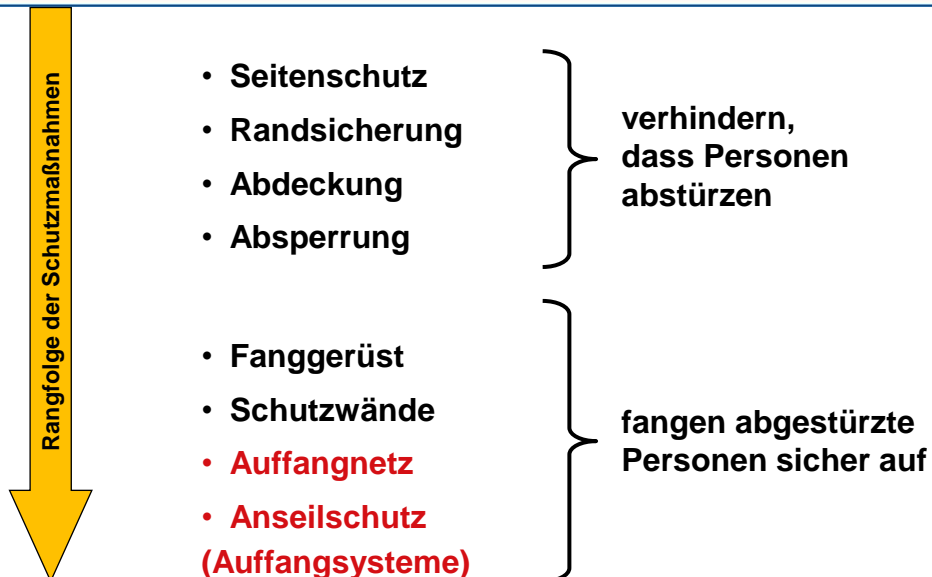 Rangfolge der Schutzmaßnahmen
• Seitenschutz
• Randsicherung
• Abdeckung
• Absperrung
verhindern,
dass Personen
abstürzen
• Fanggerüst
• Schutzwände
• Auffangnetz
• Anseilschutz
(Auffangsysteme)
fangen abgestürzte
Personen sicher auf